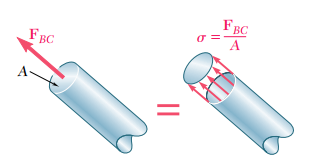 F_BC
A
=
σ = F_BC / A